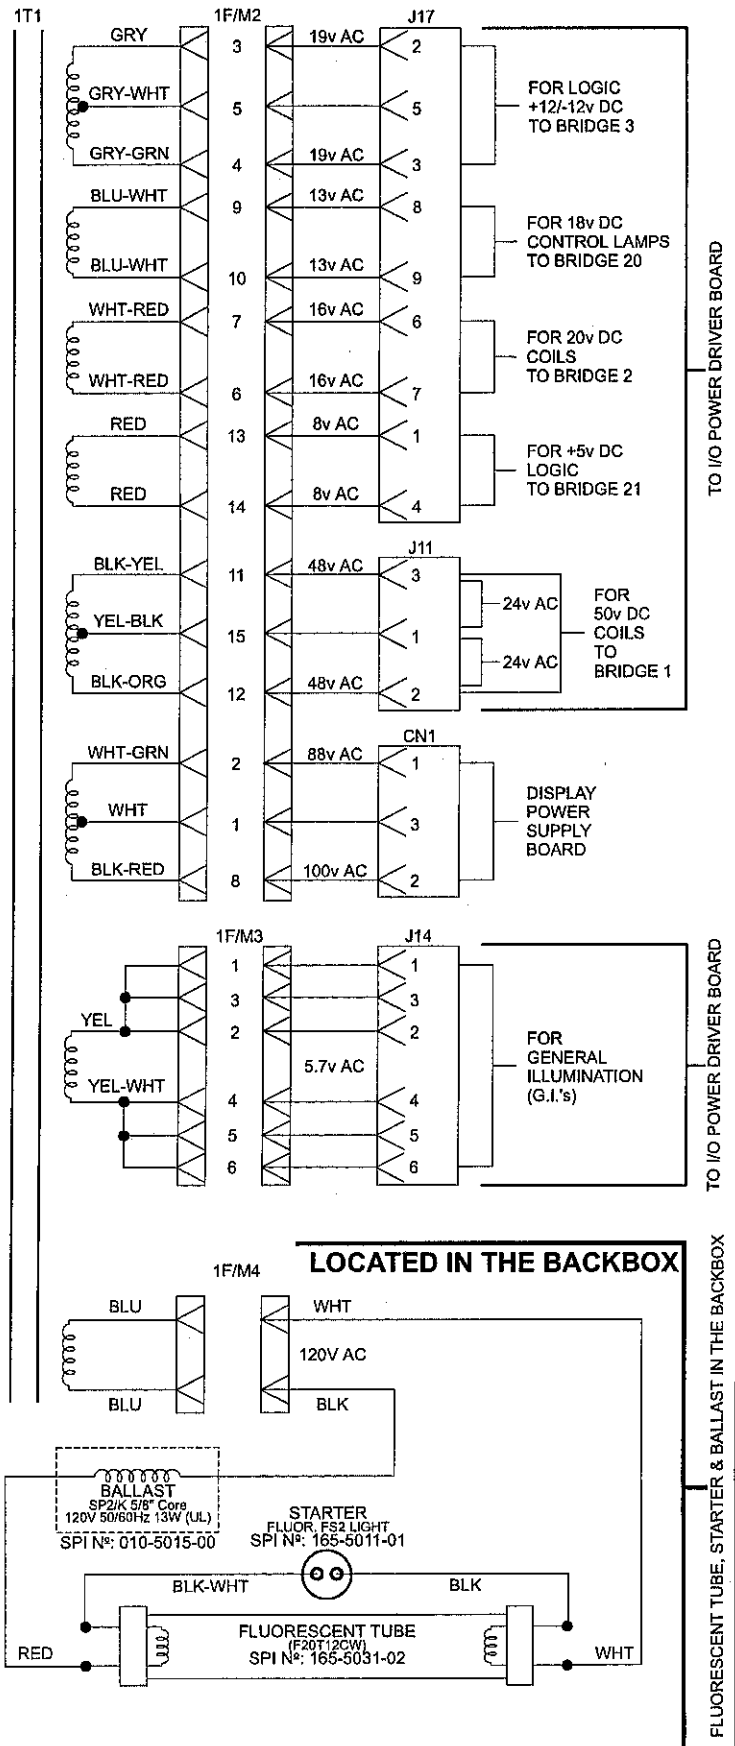 1T1 1F/M2 J17
GRY 3 19v AC 2
GRY-WHT 5 5
GRY-GRN 4 19v AC 3
FOR LOGIC
+12/-12v DC
TO BRIDGE 3
BLU-WHT 9 13v AC 8
BLU-WHT 10 13v AC 9
FOR 18v DC
CONTROL LAMPS
TO BRIDGE 20
WHT-RED 7 16v AC 6
WHT-RED 6 16v AC 7
FOR 20v DC
COILS
TO BRIDGE 2
RED 13 8v AC 1
RED 14 8v AC 4
FOR +5v DC
LOGIC
TO BRIDGE 21
J11
BLK-YEL 11 48v AC 3
YEL-BLK 15 1
BLK-ORG 12 48v AC 2
24v AC
24v AC
FOR
50v DC
COILS
TO
BRIDGE 1
TO I/O POWER DRIVER BOARD
CN1
WHT-GRN 2 88v AC 1
WHT 1 3
BLK-RED 8 100v AC 2
DISPLAY
POWER
SUPPLY
BOARD
1F/M3 J14
1 1
3 3
YEL 2 2
5.7v AC
YEL-WHT 4 4
5 5
6 6
FOR
GENERAL
ILLUMINATION
(G.I.'s)
TO I/O POWER DRIVER BOARD
LOCATED IN THE BACKBOX
1F/M4
BLU WHT
120V AC
BLU BLK
BALLAST
SP2/K 5/8" Core
120V 50/60Hz 13W (UL)
SPI Nº: 010-5015-00
STARTER
FLUOR. FS2 LIGHT
SPI Nº: 165-5011-01
BLK-WHT BLK
FLUORESCENT TUBE
(F20T12CW)
SPI Nº: 165-5031-02
RED WHT
FLUORESCENT TUBE, STARTER & BALLAST IN THE BACKBOX